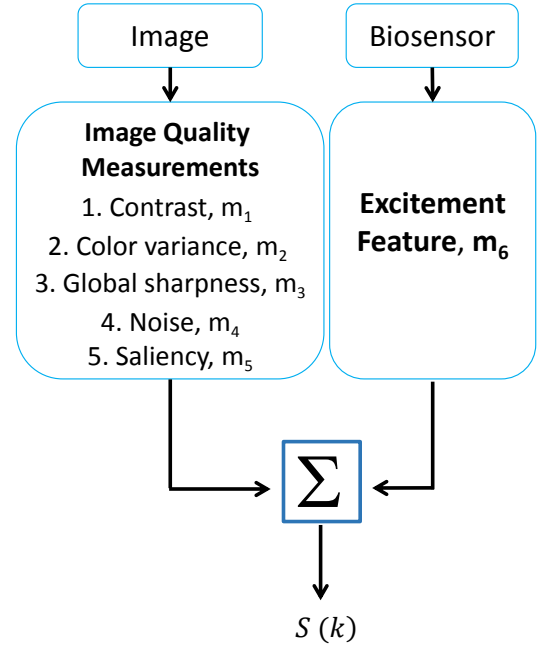 Image
Biosensor
Image Quality
Measurements
1. Contrast, m₁
2. Color variance, m₂
3. Global sharpness, m₃
4. Noise, m₄
5. Saliency, m₅
Excitement
Feature, m₆
Σ
S (k)